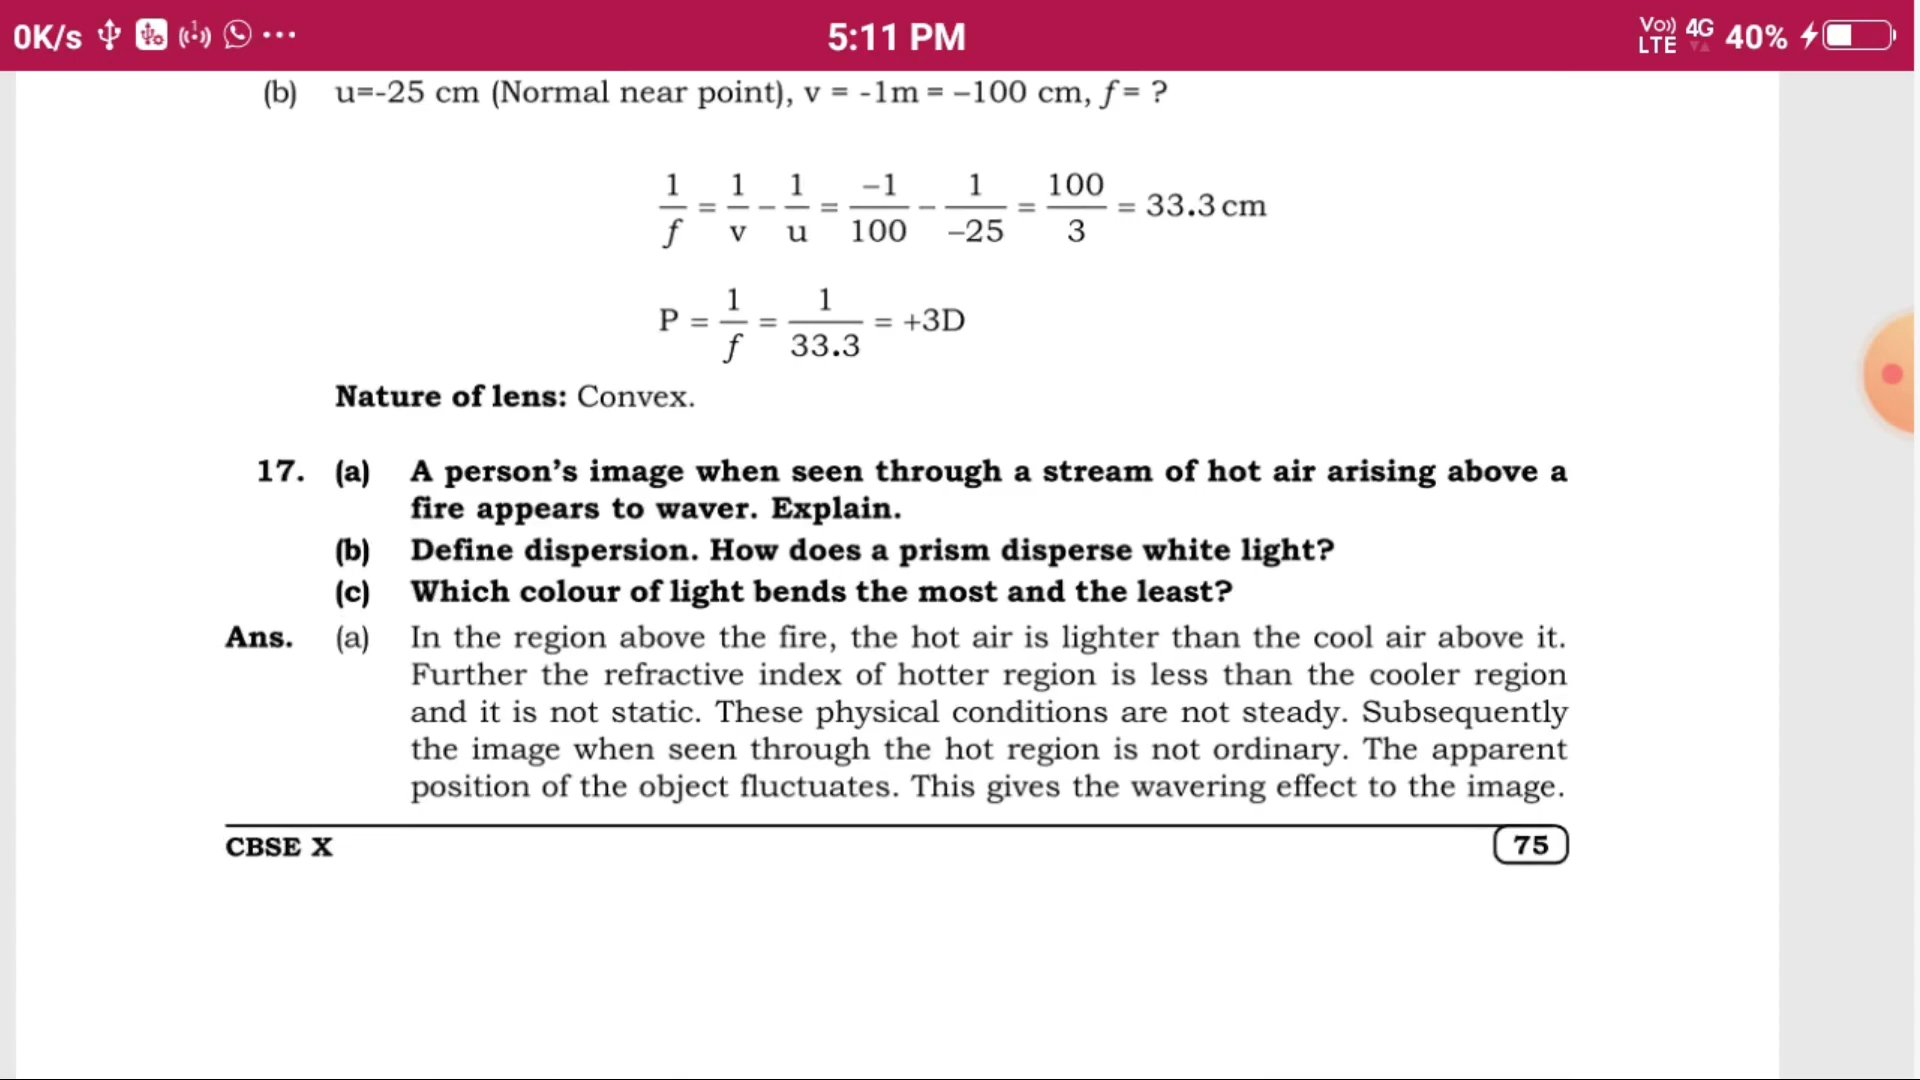 0K/s 5:11 PM Vo)) LTE 4G 40%
(b) u=-25 cm (Normal near point), v = -1m = –100 cm, f = ?
1/f = 1/v – 1/u = –1/100 – 1/–25 = 100/3 = 33.3 cm
P = 1/f = 1/33.3 = +3D
Nature of lens: Convex.
17. (a) A person’s image when seen through a stream of hot air arising above a
fire appears to waver. Explain.
(b) Define dispersion. How does a prism disperse white light?
(c) Which colour of light bends the most and the least?
Ans. (a) In the region above the fire, the hot air is lighter than the cool air above it.
Further the refractive index of hotter region is less than the cooler region
and it is not static. These physical conditions are not steady. Subsequently
the image when seen through the hot region is not ordinary. The apparent
position of the object fluctuates. This gives the wavering effect to the image.
CBSE X 75